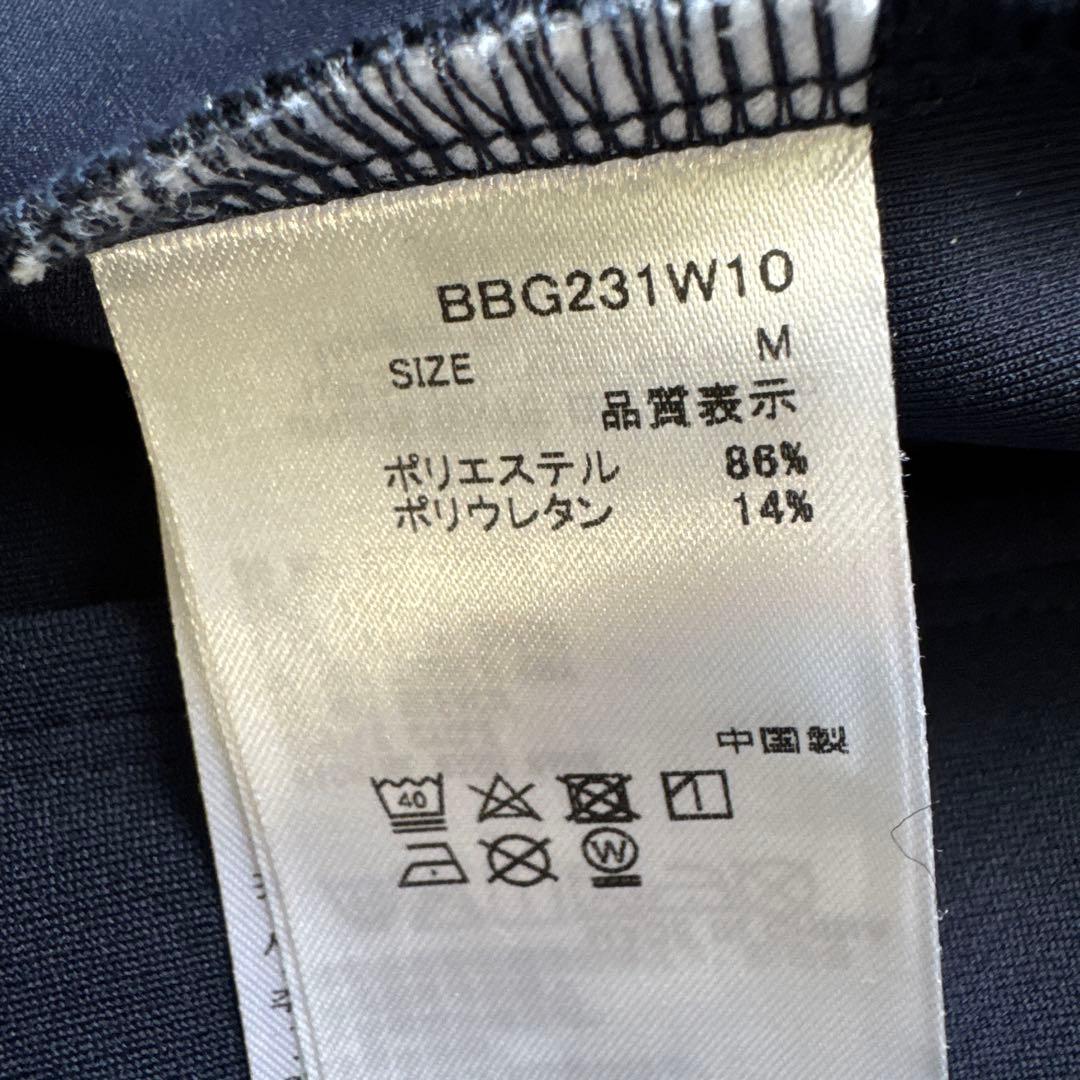 BBG231W10
SIZE M
品質表示
ポリエステル 86%
ポリウレタン 14%
中国製
40
W